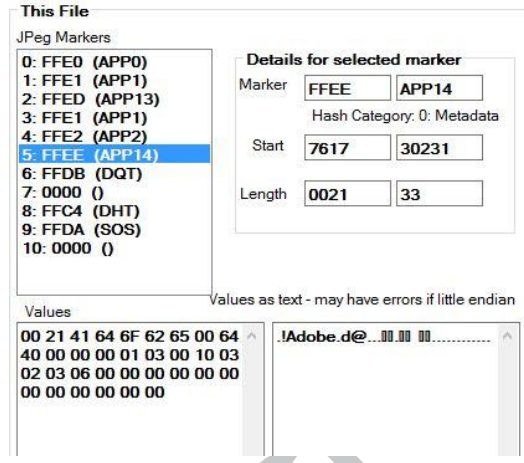 This File
JPeg Markers
0: FFE0 (APP0)
1: FFE1 (APP1)
2: FFED (APP13)
3: FFE1 (APP1)
4: FFE2 (APP2)
5: FFEE (APP14)
6: FFDB (DQT)
7: 0000 ()
8: FFC4 (DHT)
9: FFDA (SOS)
10: 0000 ()
Details for selected marker
Marker FFEE APP14
Hash Category: 0: Metadata
Start 7617 30231
Length 0021 33
Values
00 21 41 64 6F 62 65 00 64
40 00 00 00 01 03 00 10 03
02 03 06 00 00 00 00 00 00
00 00 00 00 00 00
Values as text - may have errors if little endian
.!Adobe.d@...